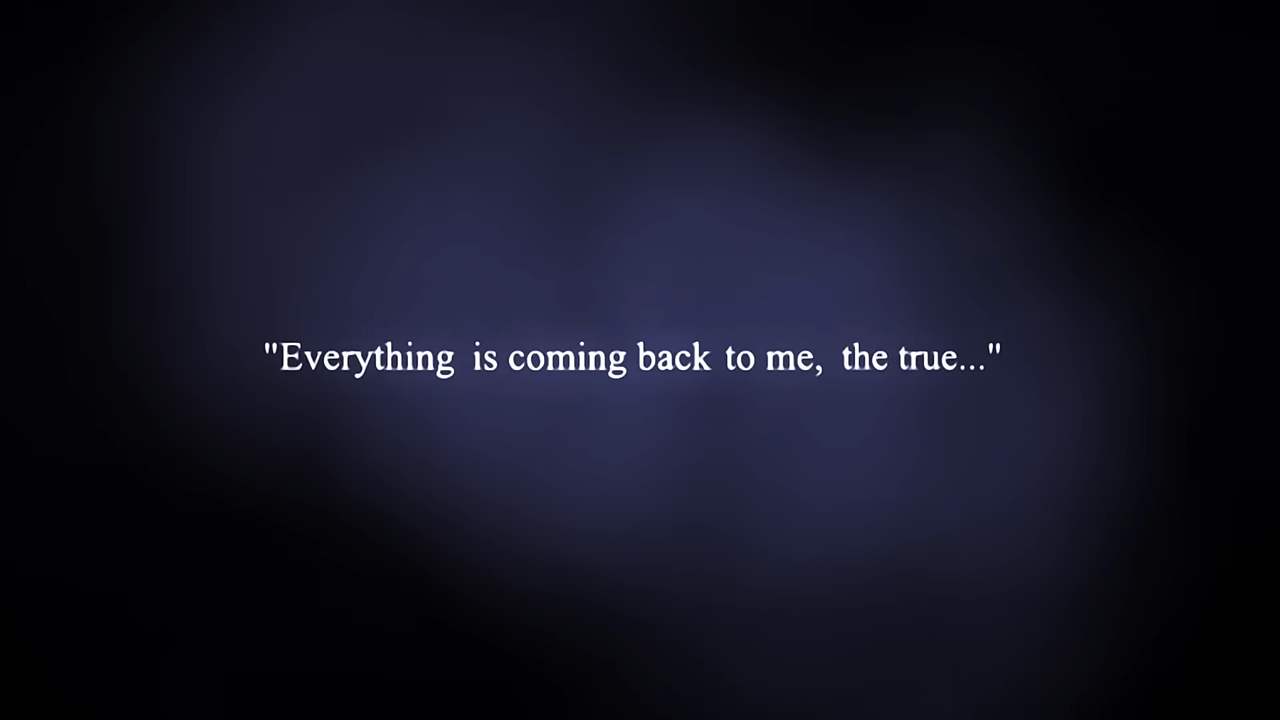 "Everything is coming back to me, the true..."